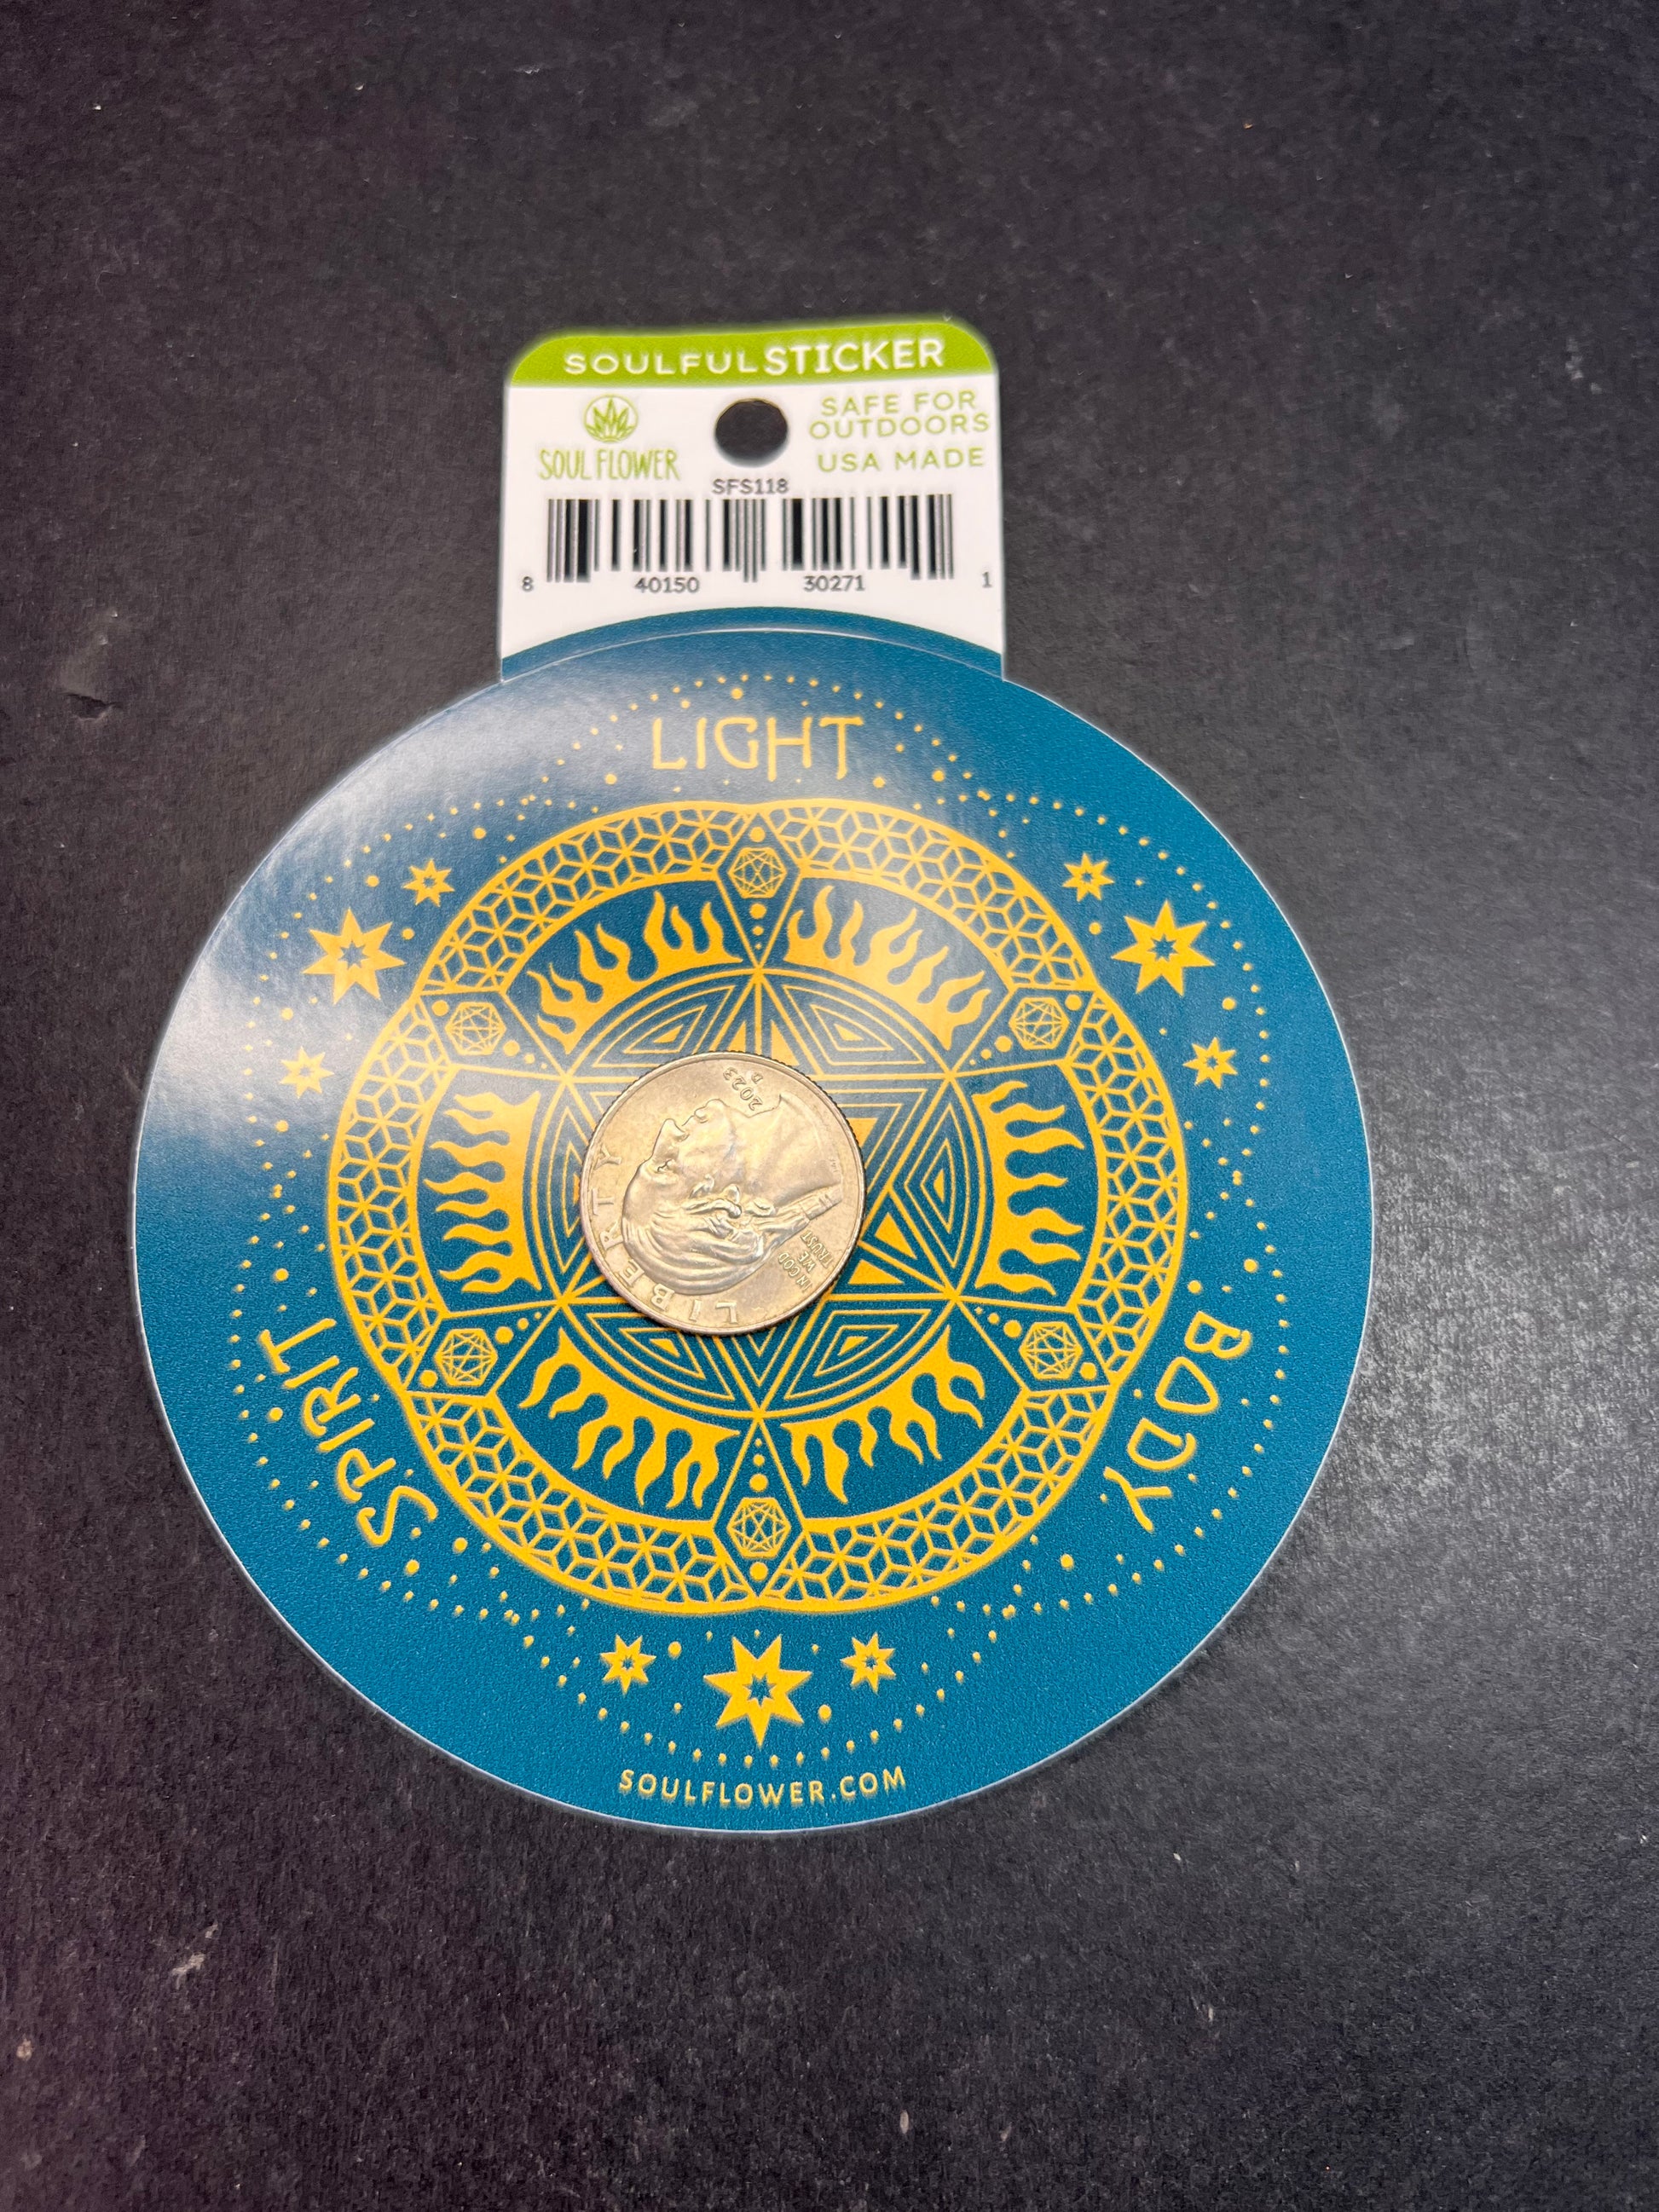 SOULFULSTICKER
SOUL FLOWER
SAFE FOR
OUTDOORS
USA MADE
SFS118
8 40150 30271 1
LIGHT
2023
D
LIBERTY
IN GOD
WE
TRUST
SPIRIT
BODY
SOULFLOWER.COM